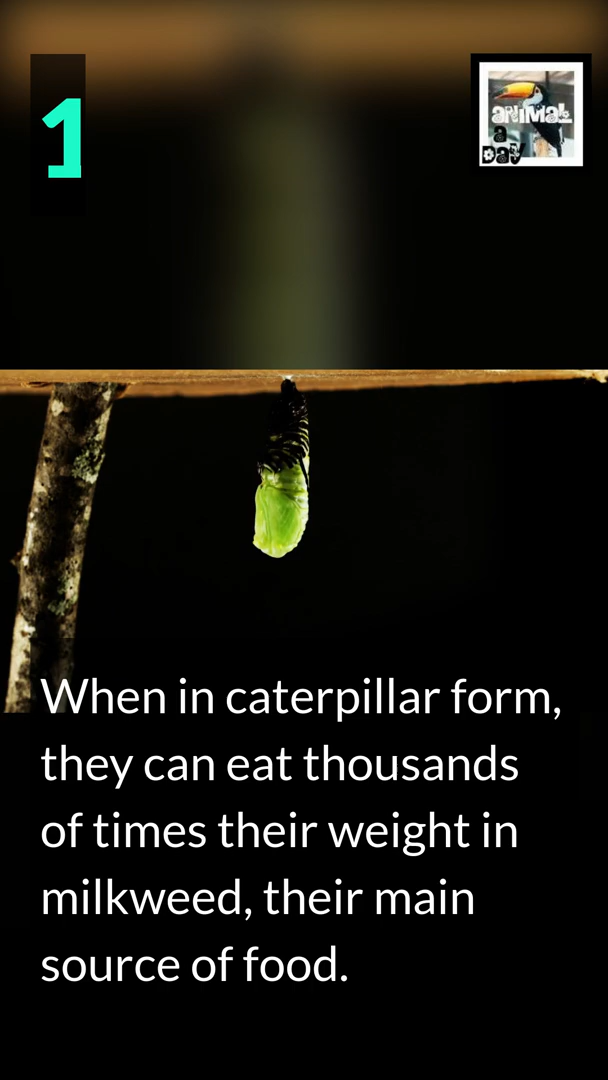 1
aNiMaL
a
Day
When in caterpillar form,
they can eat thousands
of times their weight in
milkweed, their main
source of food.